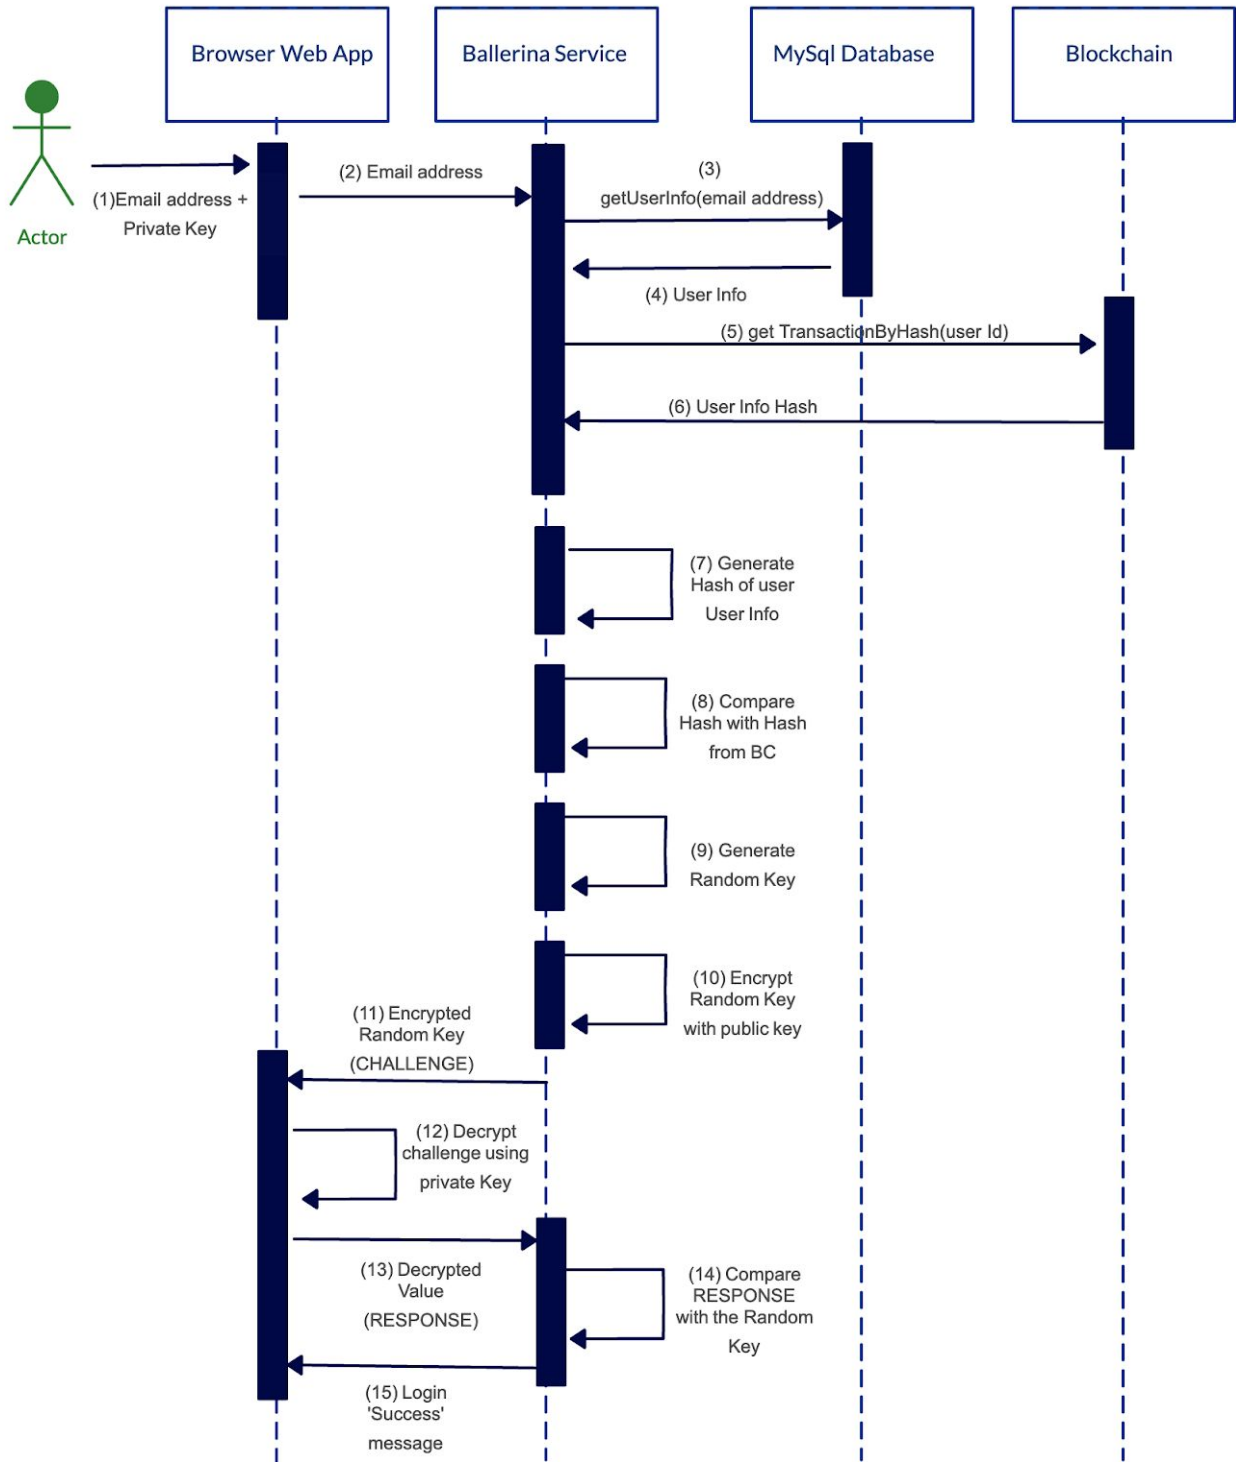 Browser Web App
Ballerina Service
MySql Database
Blockchain
Actor
(1)Email address +
Private Key
(2) Email address
(3)
getUserInfo(email address)
(4) User Info
(5) get TransactionByHash(user Id)
(6) User Info Hash
(7) Generate
Hash of user
User Info
(8) Compare
Hash with Hash
from BC
(9) Generate
Random Key
(10) Encrypt
Random Key
with public key
(11) Encrypted
Random Key
(CHALLENGE)
(12) Decrypt
challenge using
private Key
(13) Decrypted
Value
(RESPONSE)
(14) Compare
RESPONSE
with the Random
Key
(15) Login
'Success'
message